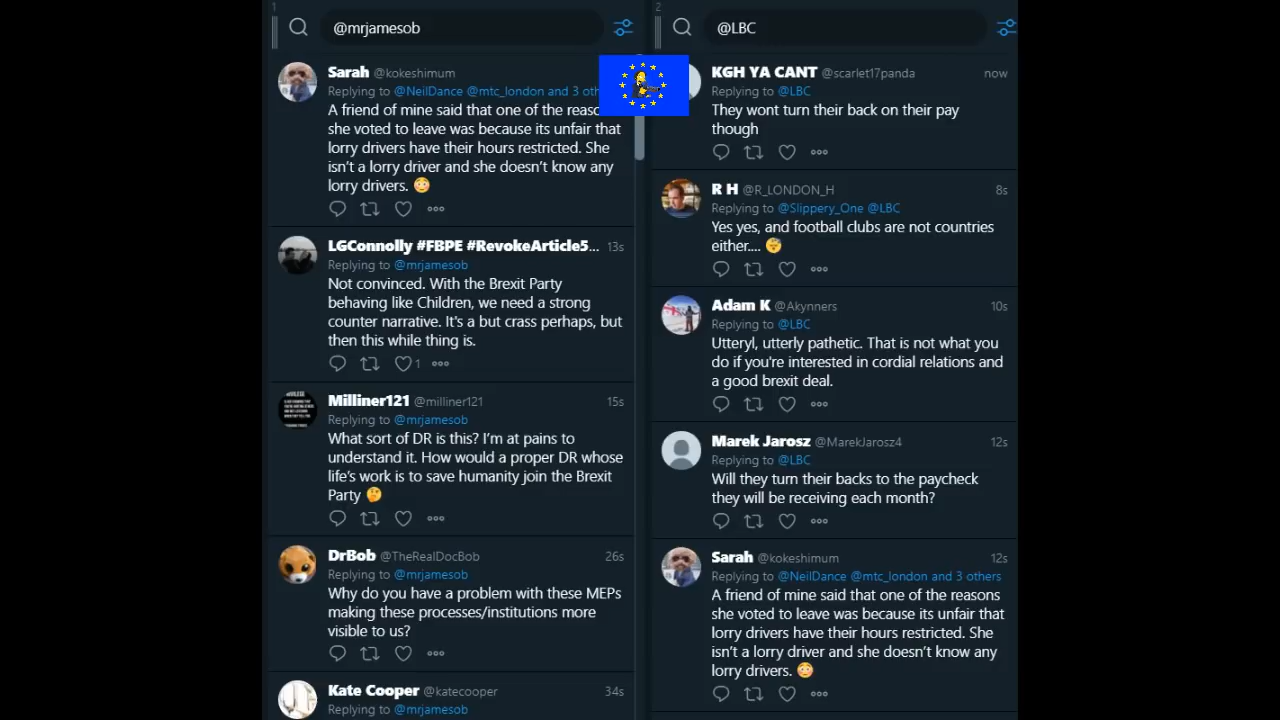 1
@mrjamesob
Sarah @kokeshimum
Replying to @NeilDance @mtc_london and 3 oth
A friend of mine said that one of the reaso
she voted to leave was because its unfair that
lorry drivers have their hours restricted. She
isn't a lorry driver and she doesn't know any
lorry drivers. 😳
LGConnolly #FBPE #RevokeArticle5... 13s
Replying to @mrjamesob
Not convinced. With the Brexit Party
behaving like Children, we need a strong
counter narrative. It's a but crass perhaps, but
then this while thing is.
1
Milliner121 @milliner121 15s
Replying to @mrjamesob
What sort of DR is this? I'm at pains to
understand it. How would a proper DR whose
life's work is to save humanity join the Brexit
Party 🤔
DrBob @TheRealDocBob 26s
Replying to @mrjamesob
Why do you have a problem with these MEPs
making these processes/institutions more
visible to us?
Kate Cooper @katecooper 34s
Replying to @mrjamesob
2
@LBC
KGH YA CANT @scarlet17panda now
Replying to @LBC
They wont turn their back on their pay
though
R H @R_LONDON_H 8s
Replying to @Slippery_One @LBC
Yes yes, and football clubs are not countries
either.... 😴
Adam K @Akynners 10s
Replying to @LBC
Utteryl, utterly pathetic. That is not what you
do if you're interested in cordial relations and
a good brexit deal.
Marek Jarosz @MarekJarosz4 12s
Replying to @LBC
Will they turn their backs to the paycheck
they will be receiving each month?
Sarah @kokeshimum 12s
Replying to @NeilDance @mtc_london and 3 others
A friend of mine said that one of the reasons
she voted to leave was because its unfair that
lorry drivers have their hours restricted. She
isn't a lorry driver and she doesn't know any
lorry drivers. 😳